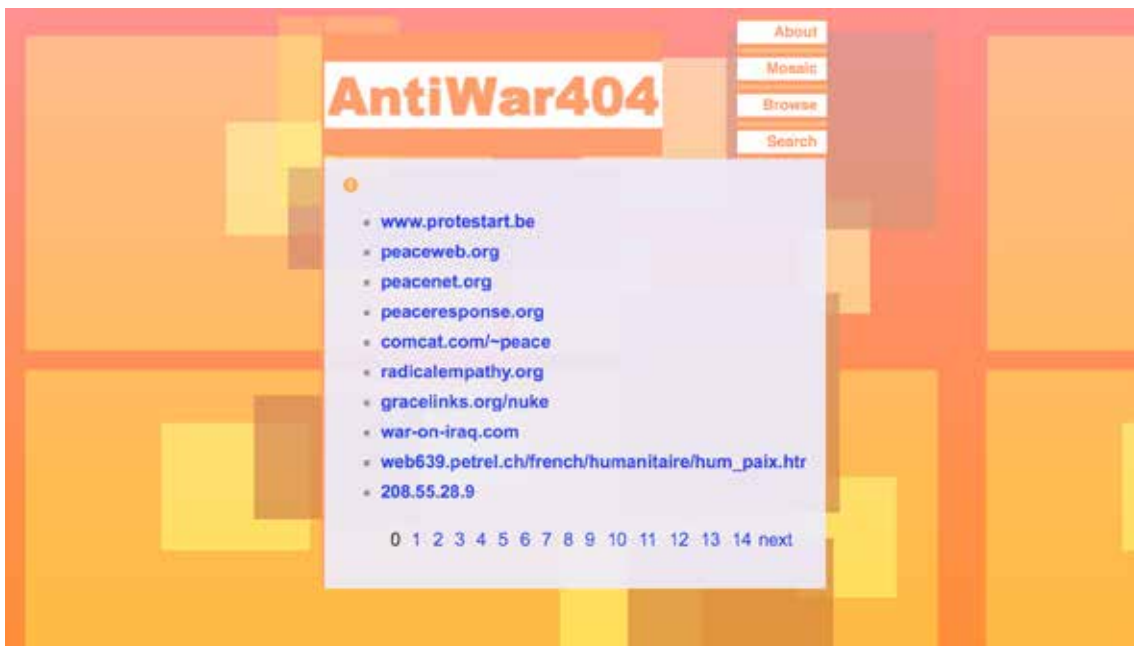 AntiWar404
About
Mosaic
Browse
Search
www.protestart.be
peaceweb.org
peacenet.org
peaceresponse.org
comcat.com/~peace
radicalempathy.org
gracelinks.org/nuke
war-on-iraq.com
web639.petrel.ch/french/humanitaire/hum_paix.htr
208.55.28.9
0 1 2 3 4 5 6 7 8 9 10 11 12 13 14 next